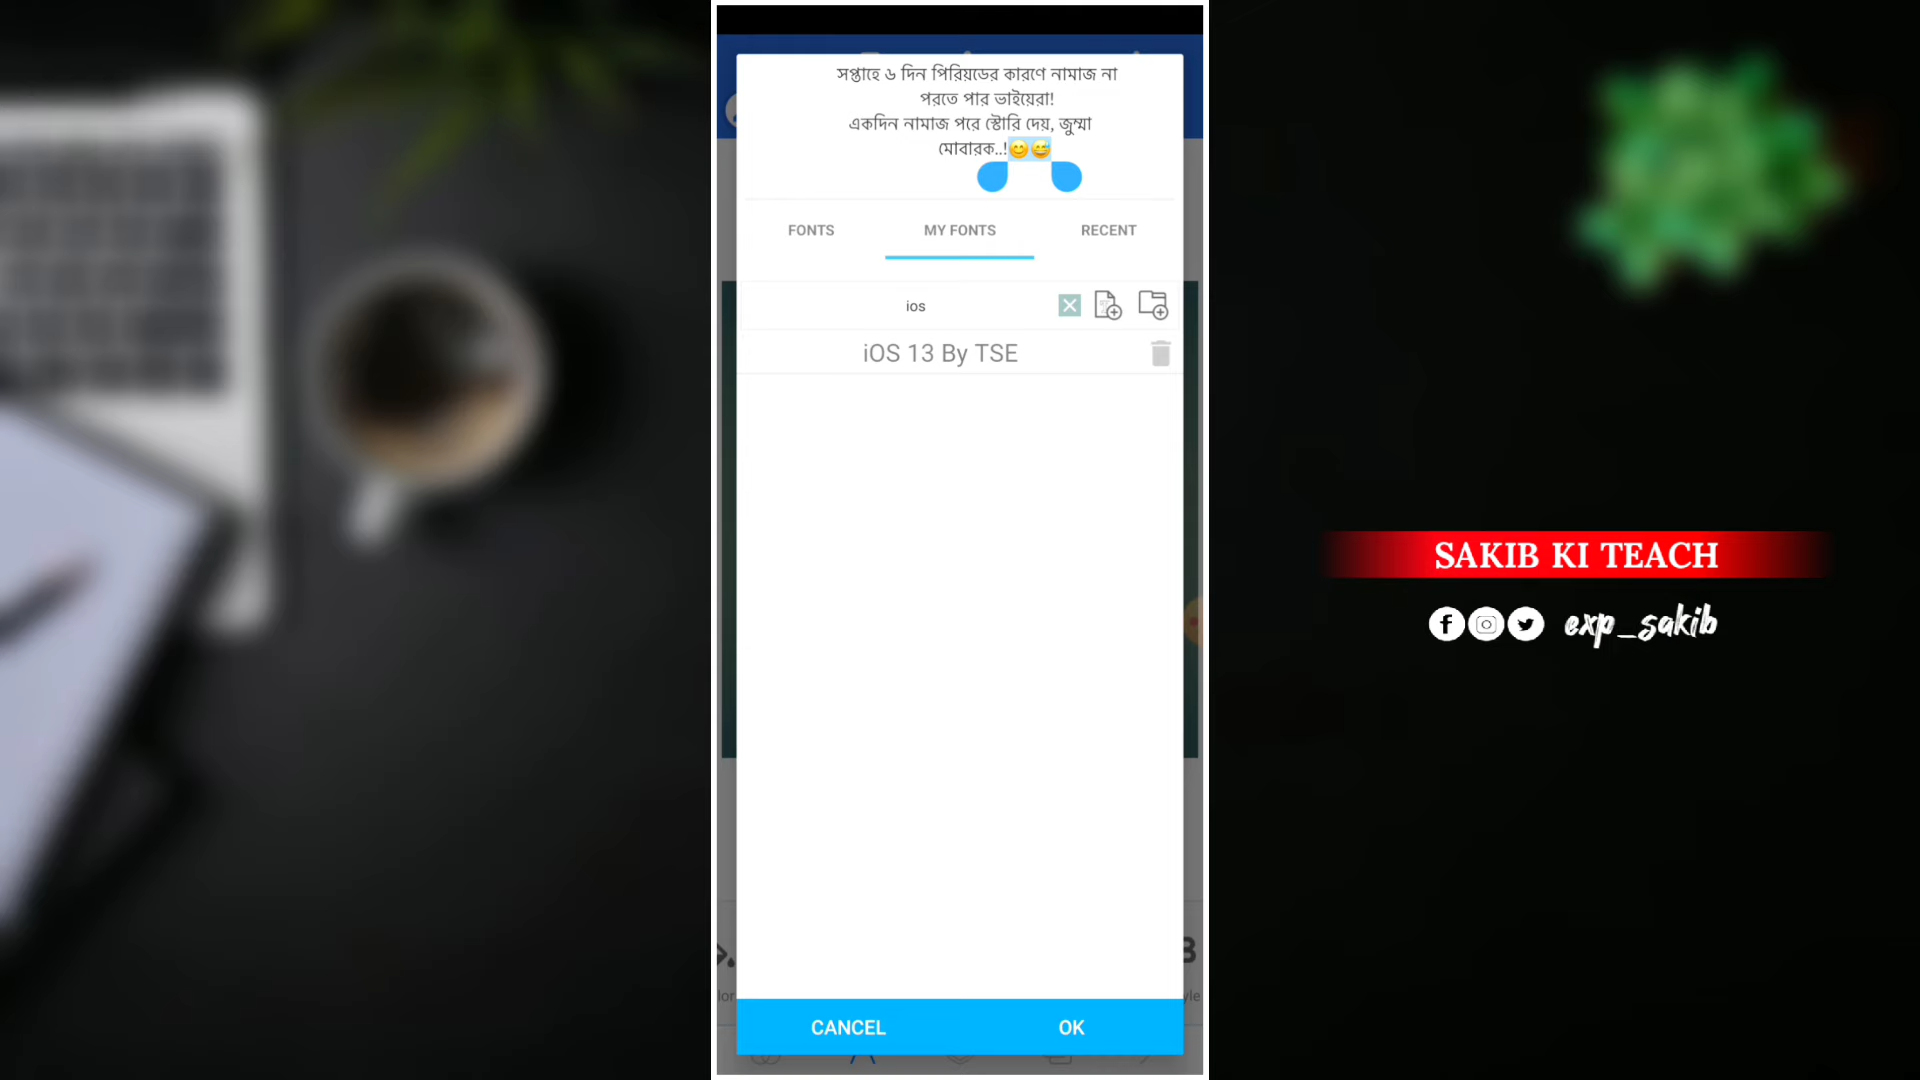 সপ্তাহে ৬ দিন পিরিয়ডের কারণে নামাজ না
পরতে পার ভাইয়েরা!
একদিন নামাজ পরে স্টোরি দেয়, জুম্মা
মোবারক..!😊😅
FONTS MY FONTS RECENT
ios
iOS 13 By TSE
CANCEL OK
SAKIB KI TEACH
exp_sakib